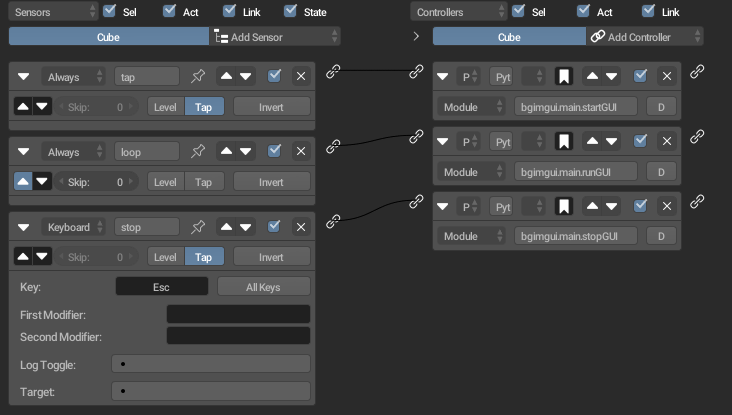 Sensors Sel Act Link State
Controllers Sel Act Link
Cube Add Sensor
Cube Add Controller
Always tap
Skip: 0 Level Tap Invert
Always loop
Skip: 0 Level Tap Invert
Keyboard stop
Skip: 0 Level Tap Invert
Key: Esc All Keys
First Modifier:
Second Modifier:
Log Toggle:
Target:
P Pyt
Module bgimgui.main.startGUI D
P Pyt
Module bgimgui.main.runGUI D
P Pyt
Module bgimgui.main.stopGUI D